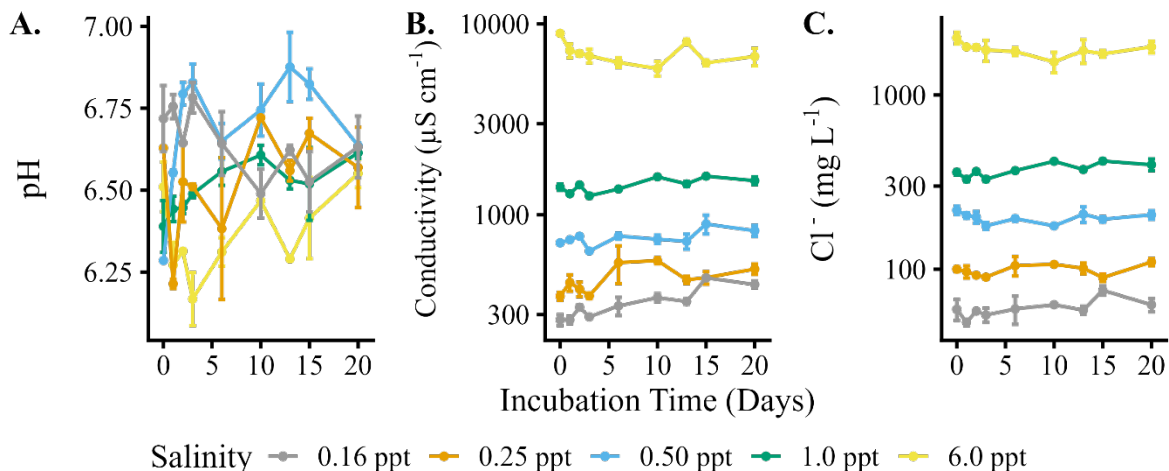 A.
B.
C.
pH
7.00
6.75
6.50
6.25
0 5 10 15 20
Conductivity (µS cm⁻¹)
10000
3000
1000
300
0 5 10 15 20
Cl ⁻ (mg L⁻¹)
1000
300
100
0 5 10 15 20
Incubation Time (Days)
Salinity 0.16 ppt 0.25 ppt 0.50 ppt 1.0 ppt 6.0 ppt